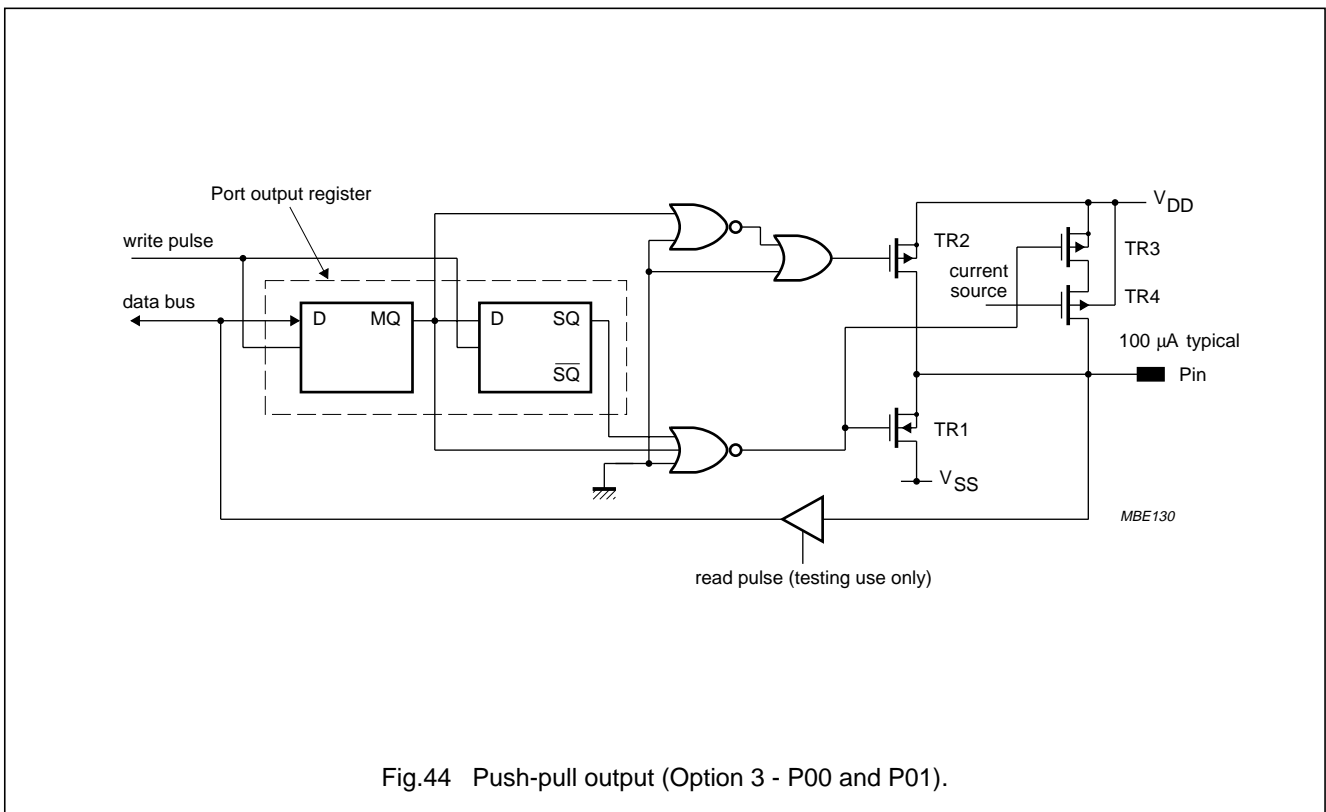 Port output register
write pulse
data bus
D MQ
D SQ
SQ
V DD
TR2
TR3
current
source
TR4
100 μA typical
Pin
TR1
V SS
MBE130
read pulse (testing use only)
Fig.44 Push-pull output (Option 3 - P00 and P01).